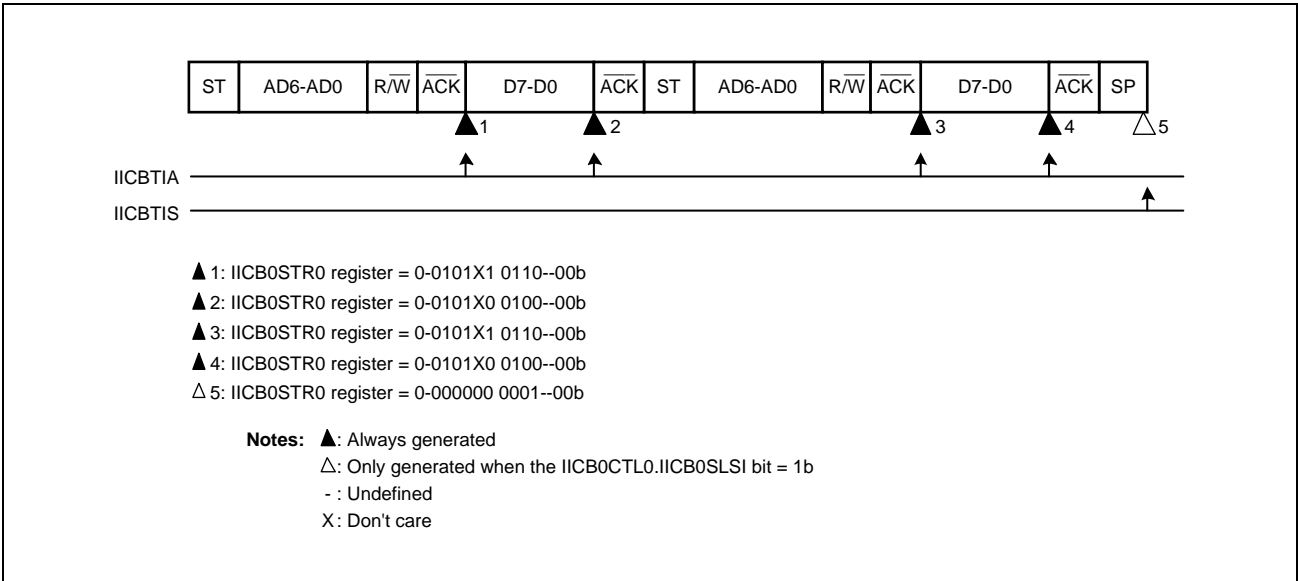 ST AD6-AD0 R/W ACK D7-D0 ACK ST AD6-AD0 R/W ACK D7-D0 ACK SP
▲1 ▲2 ▲3 ▲4 △5
IICBTIA
IICBTIS
▲ 1: IICB0STR0 register = 0-0101X1 0110--00b
▲ 2: IICB0STR0 register = 0-0101X0 0100--00b
▲ 3: IICB0STR0 register = 0-0101X1 0110--00b
▲ 4: IICB0STR0 register = 0-0101X0 0100--00b
△ 5: IICB0STR0 register = 0-000000 0001--00b
Notes: ▲: Always generated
△: Only generated when the IICB0CTL0.IICB0SLSI bit = 1b
- : Undefined
X : Don't care